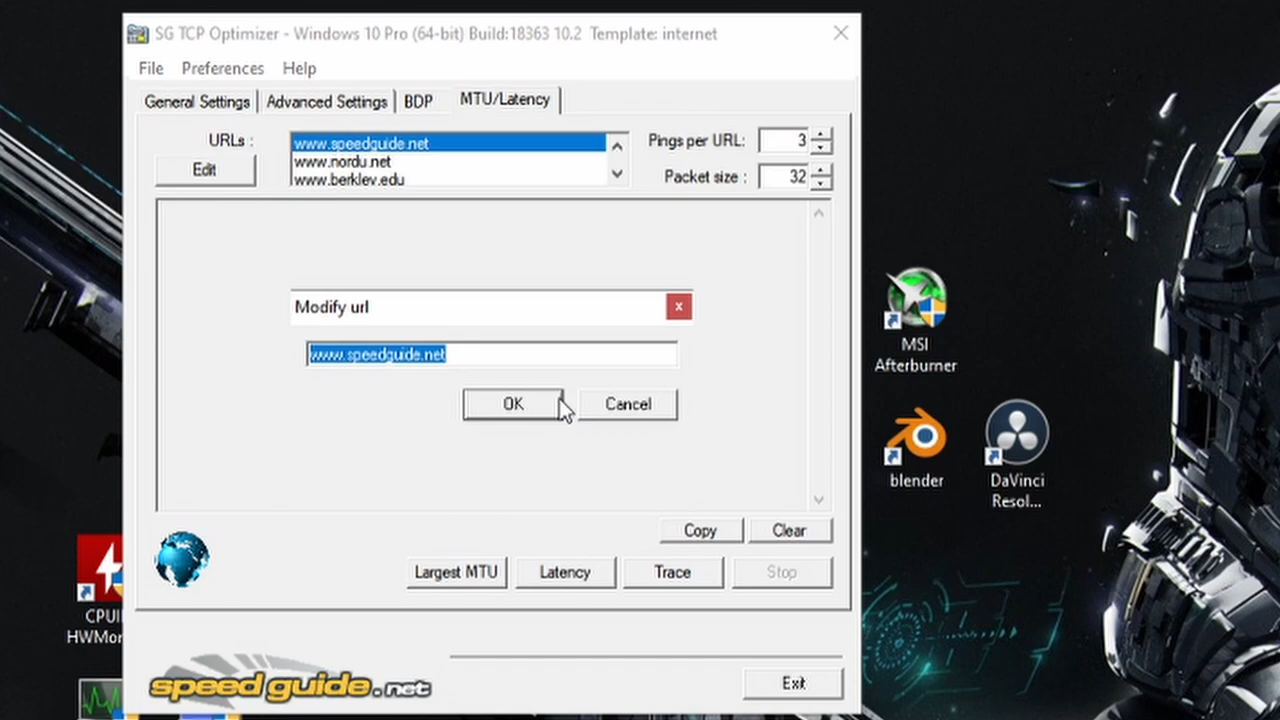 SG TCP Optimizer - Windows 10 Pro (64-bit) Build:18363 10.2 Template: internet
File Preferences Help
General Settings Advanced Settings BDP MTU/Latency
URLs :
Edit
www.speedguide.net
www.nordu.net
www.berkley.edu
Pings per URL: 3
Packet size : 32
Modify url
x
www.speedguide.net
OK Cancel
Copy Clear
Largest MTU Latency Trace Stop
speedguide.net
Exit
MSI
Afterburner
blender
DaVinci
Resol...
CPUI
HWMon